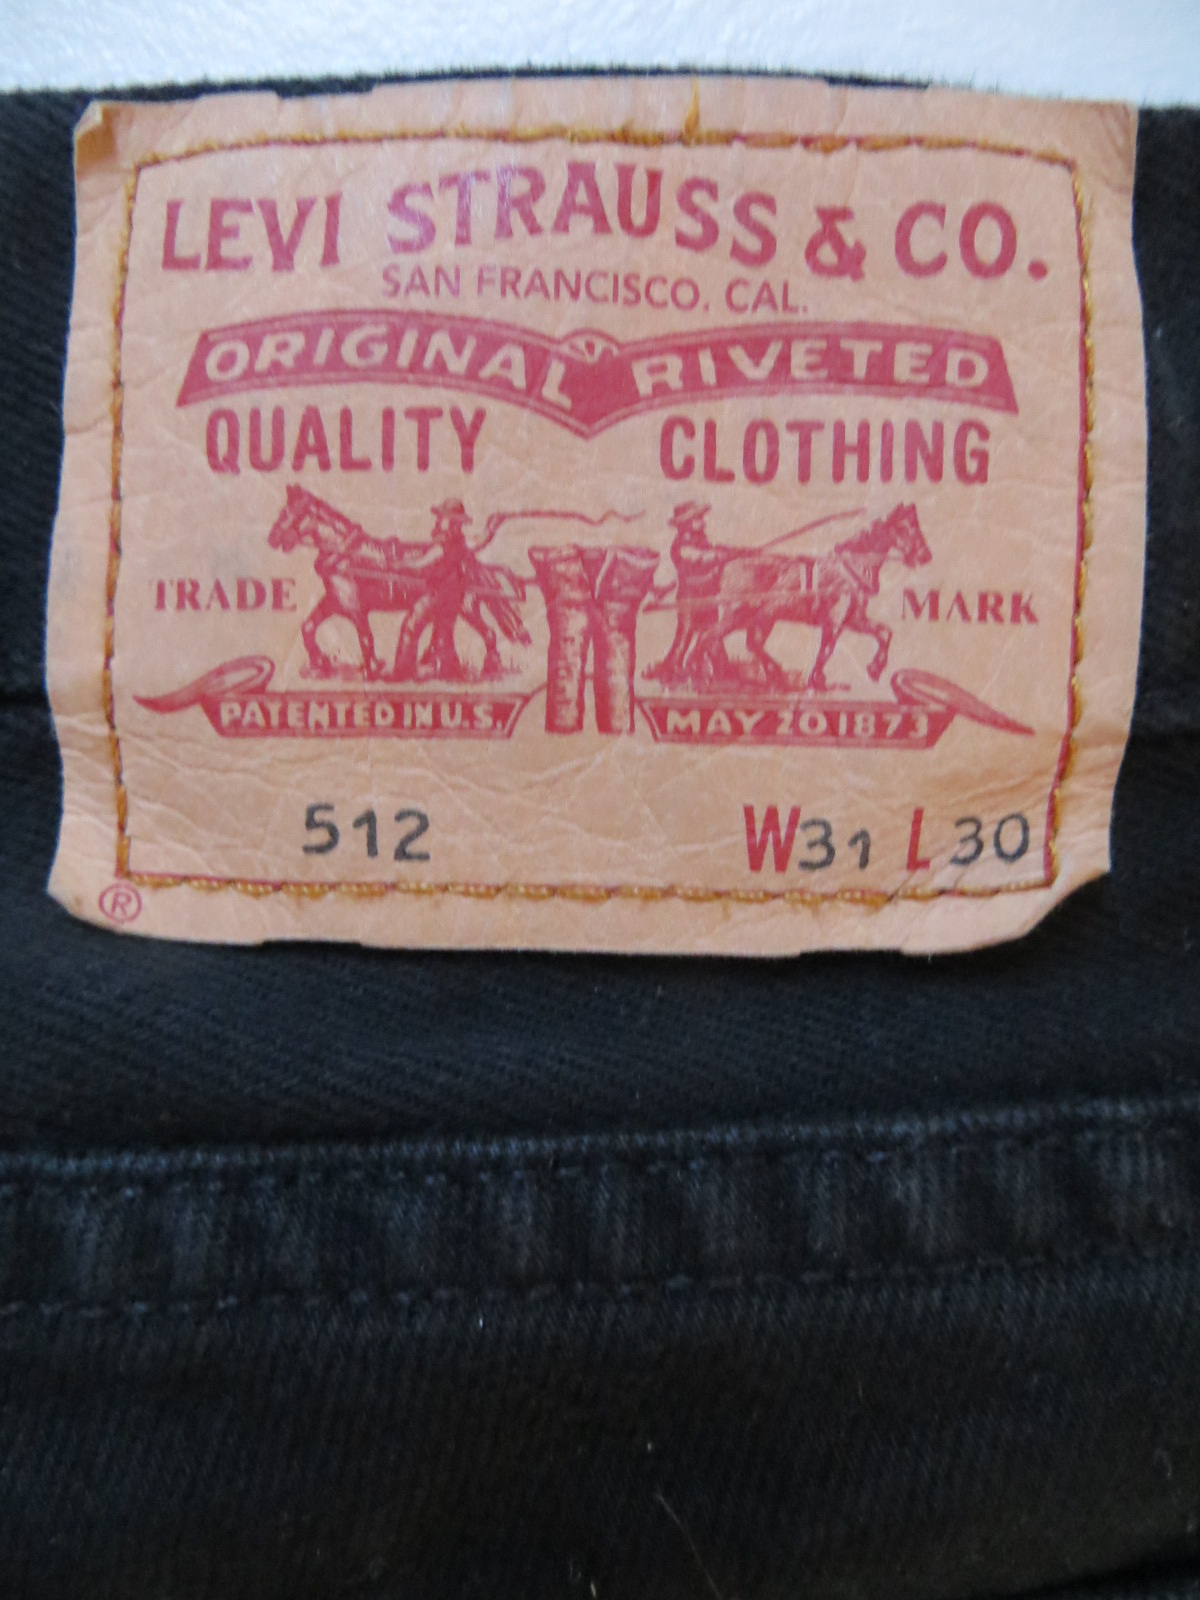 LEVI STRAUSS & CO.
SAN FRANCISCO. CAL.
ORIGINAL RIVETED
QUALITY CLOTHING
TRADE MARK
PATENTED IN U.S. MAY 20 1873
512 W31 L30
®